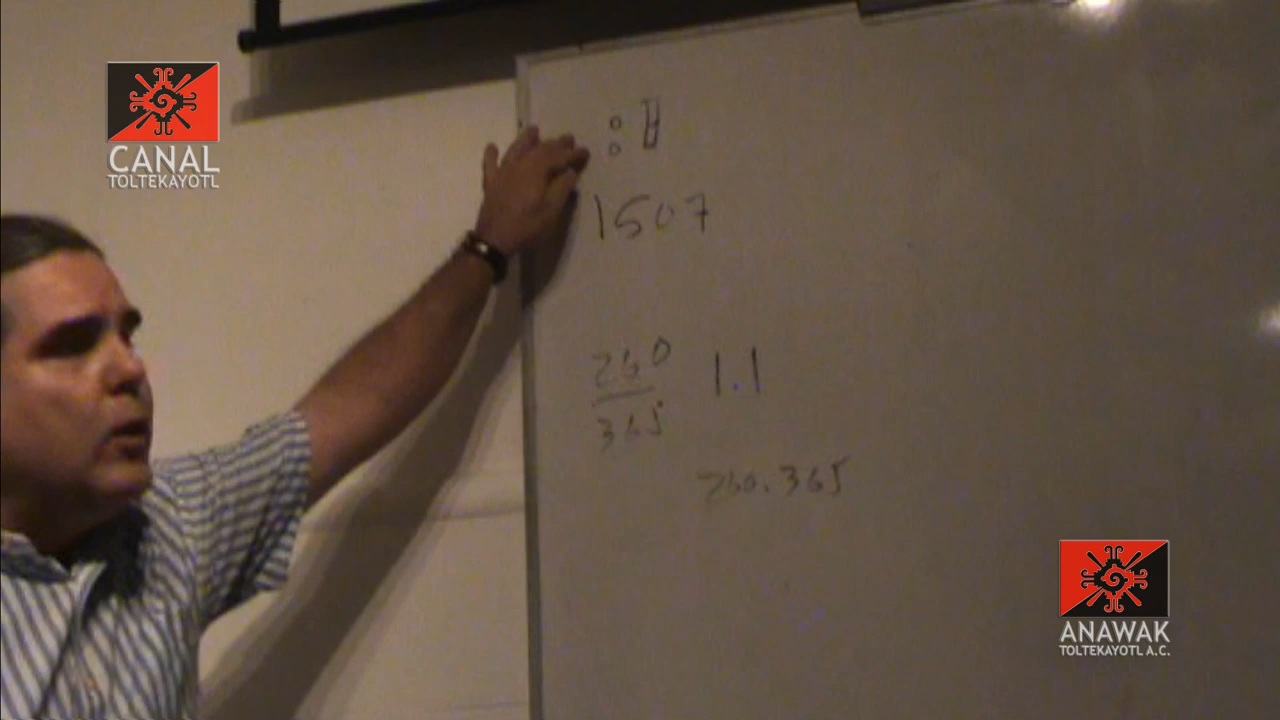 CANAL
TOLTEKAYOTL
1507
260 1.1
365
260.365
ANAWAK
TOLTEKAYOTL A.C.